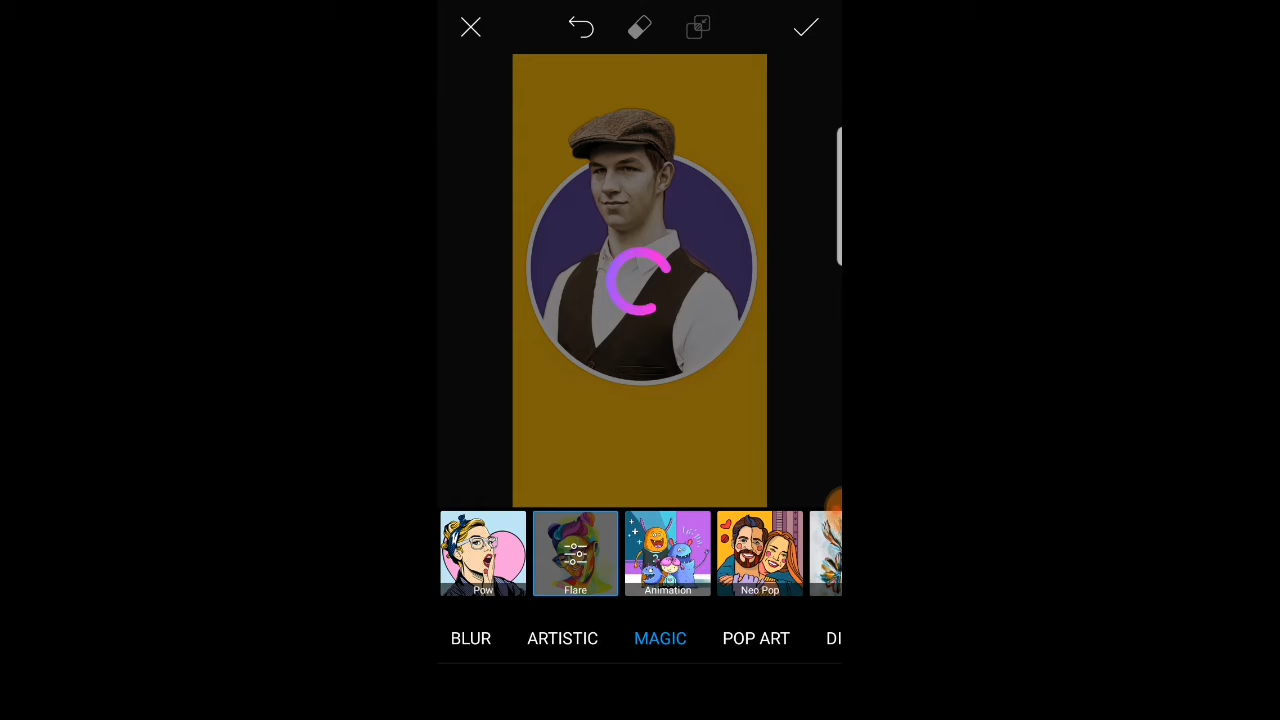 Pow
Flare
Animation
Neo Pop
BLUR
ARTISTIC
MAGIC
POP ART
DI